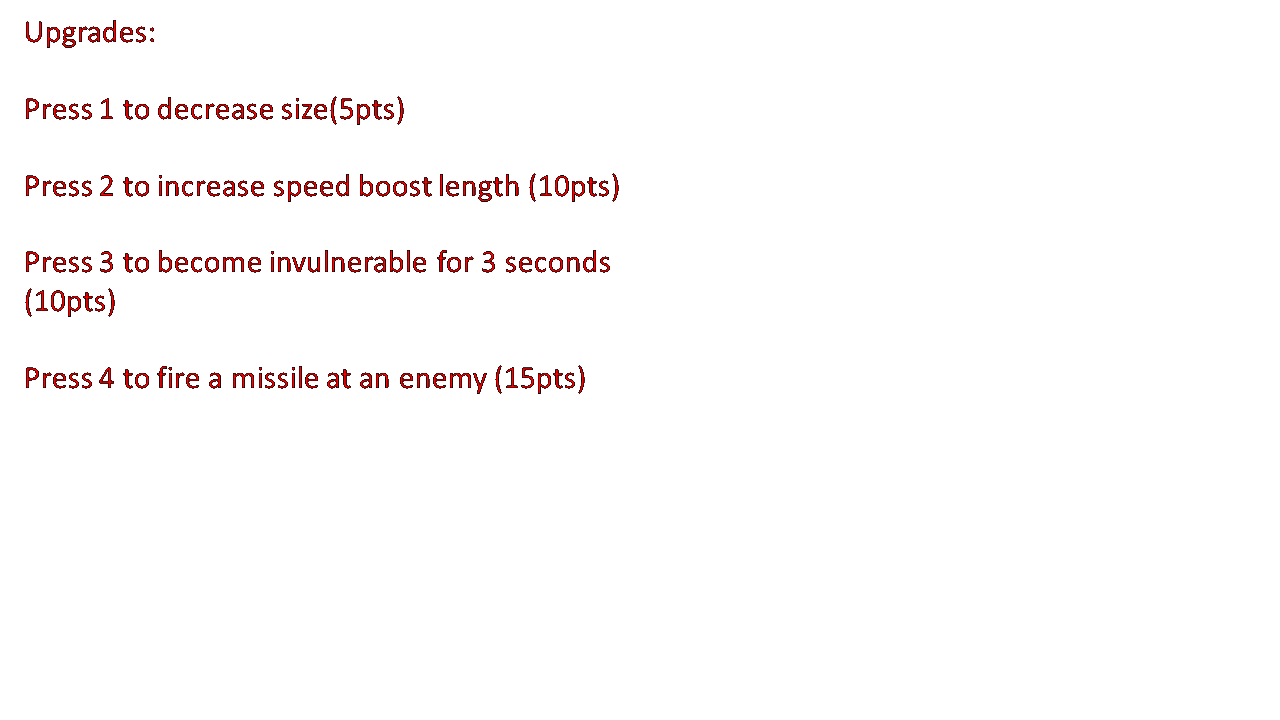 Upgrades:
Press 1 to decrease size(5pts)
Press 2 to increase speed boost length (10pts)
Press 3 to become invulnerable for 3 seconds
(10pts)
Press 4 to fire a missile at an enemy (15pts)